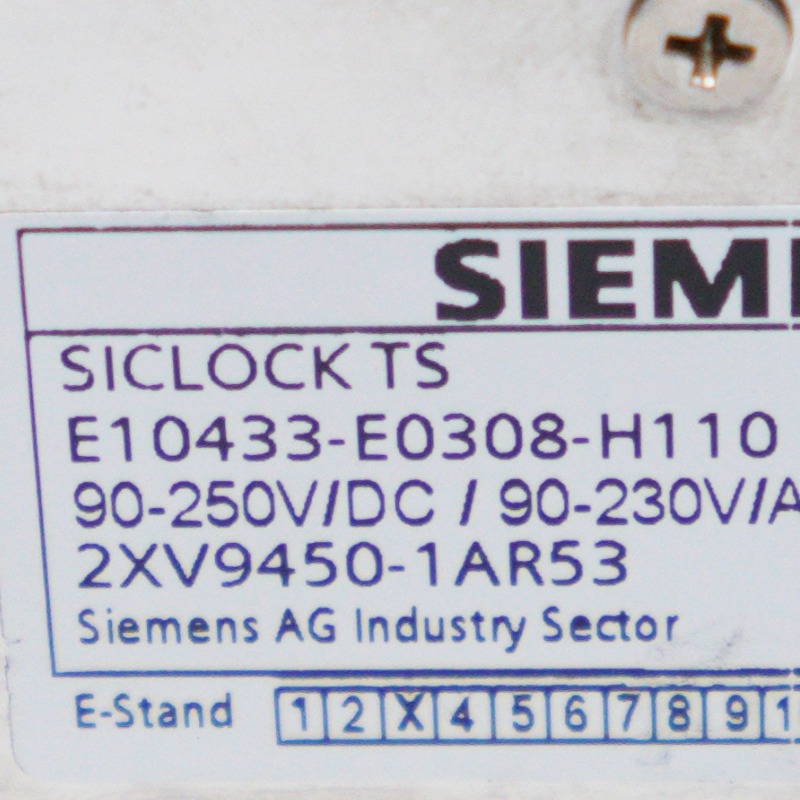 SIEM
SICLOCK TS
E10433-E0308-H110
90-250V/DC / 90-230V/A
2XV9450-1AR53
Siemens AG Industry Sector
E-Stand 1 2 X 4 5 6 7 8 9 1